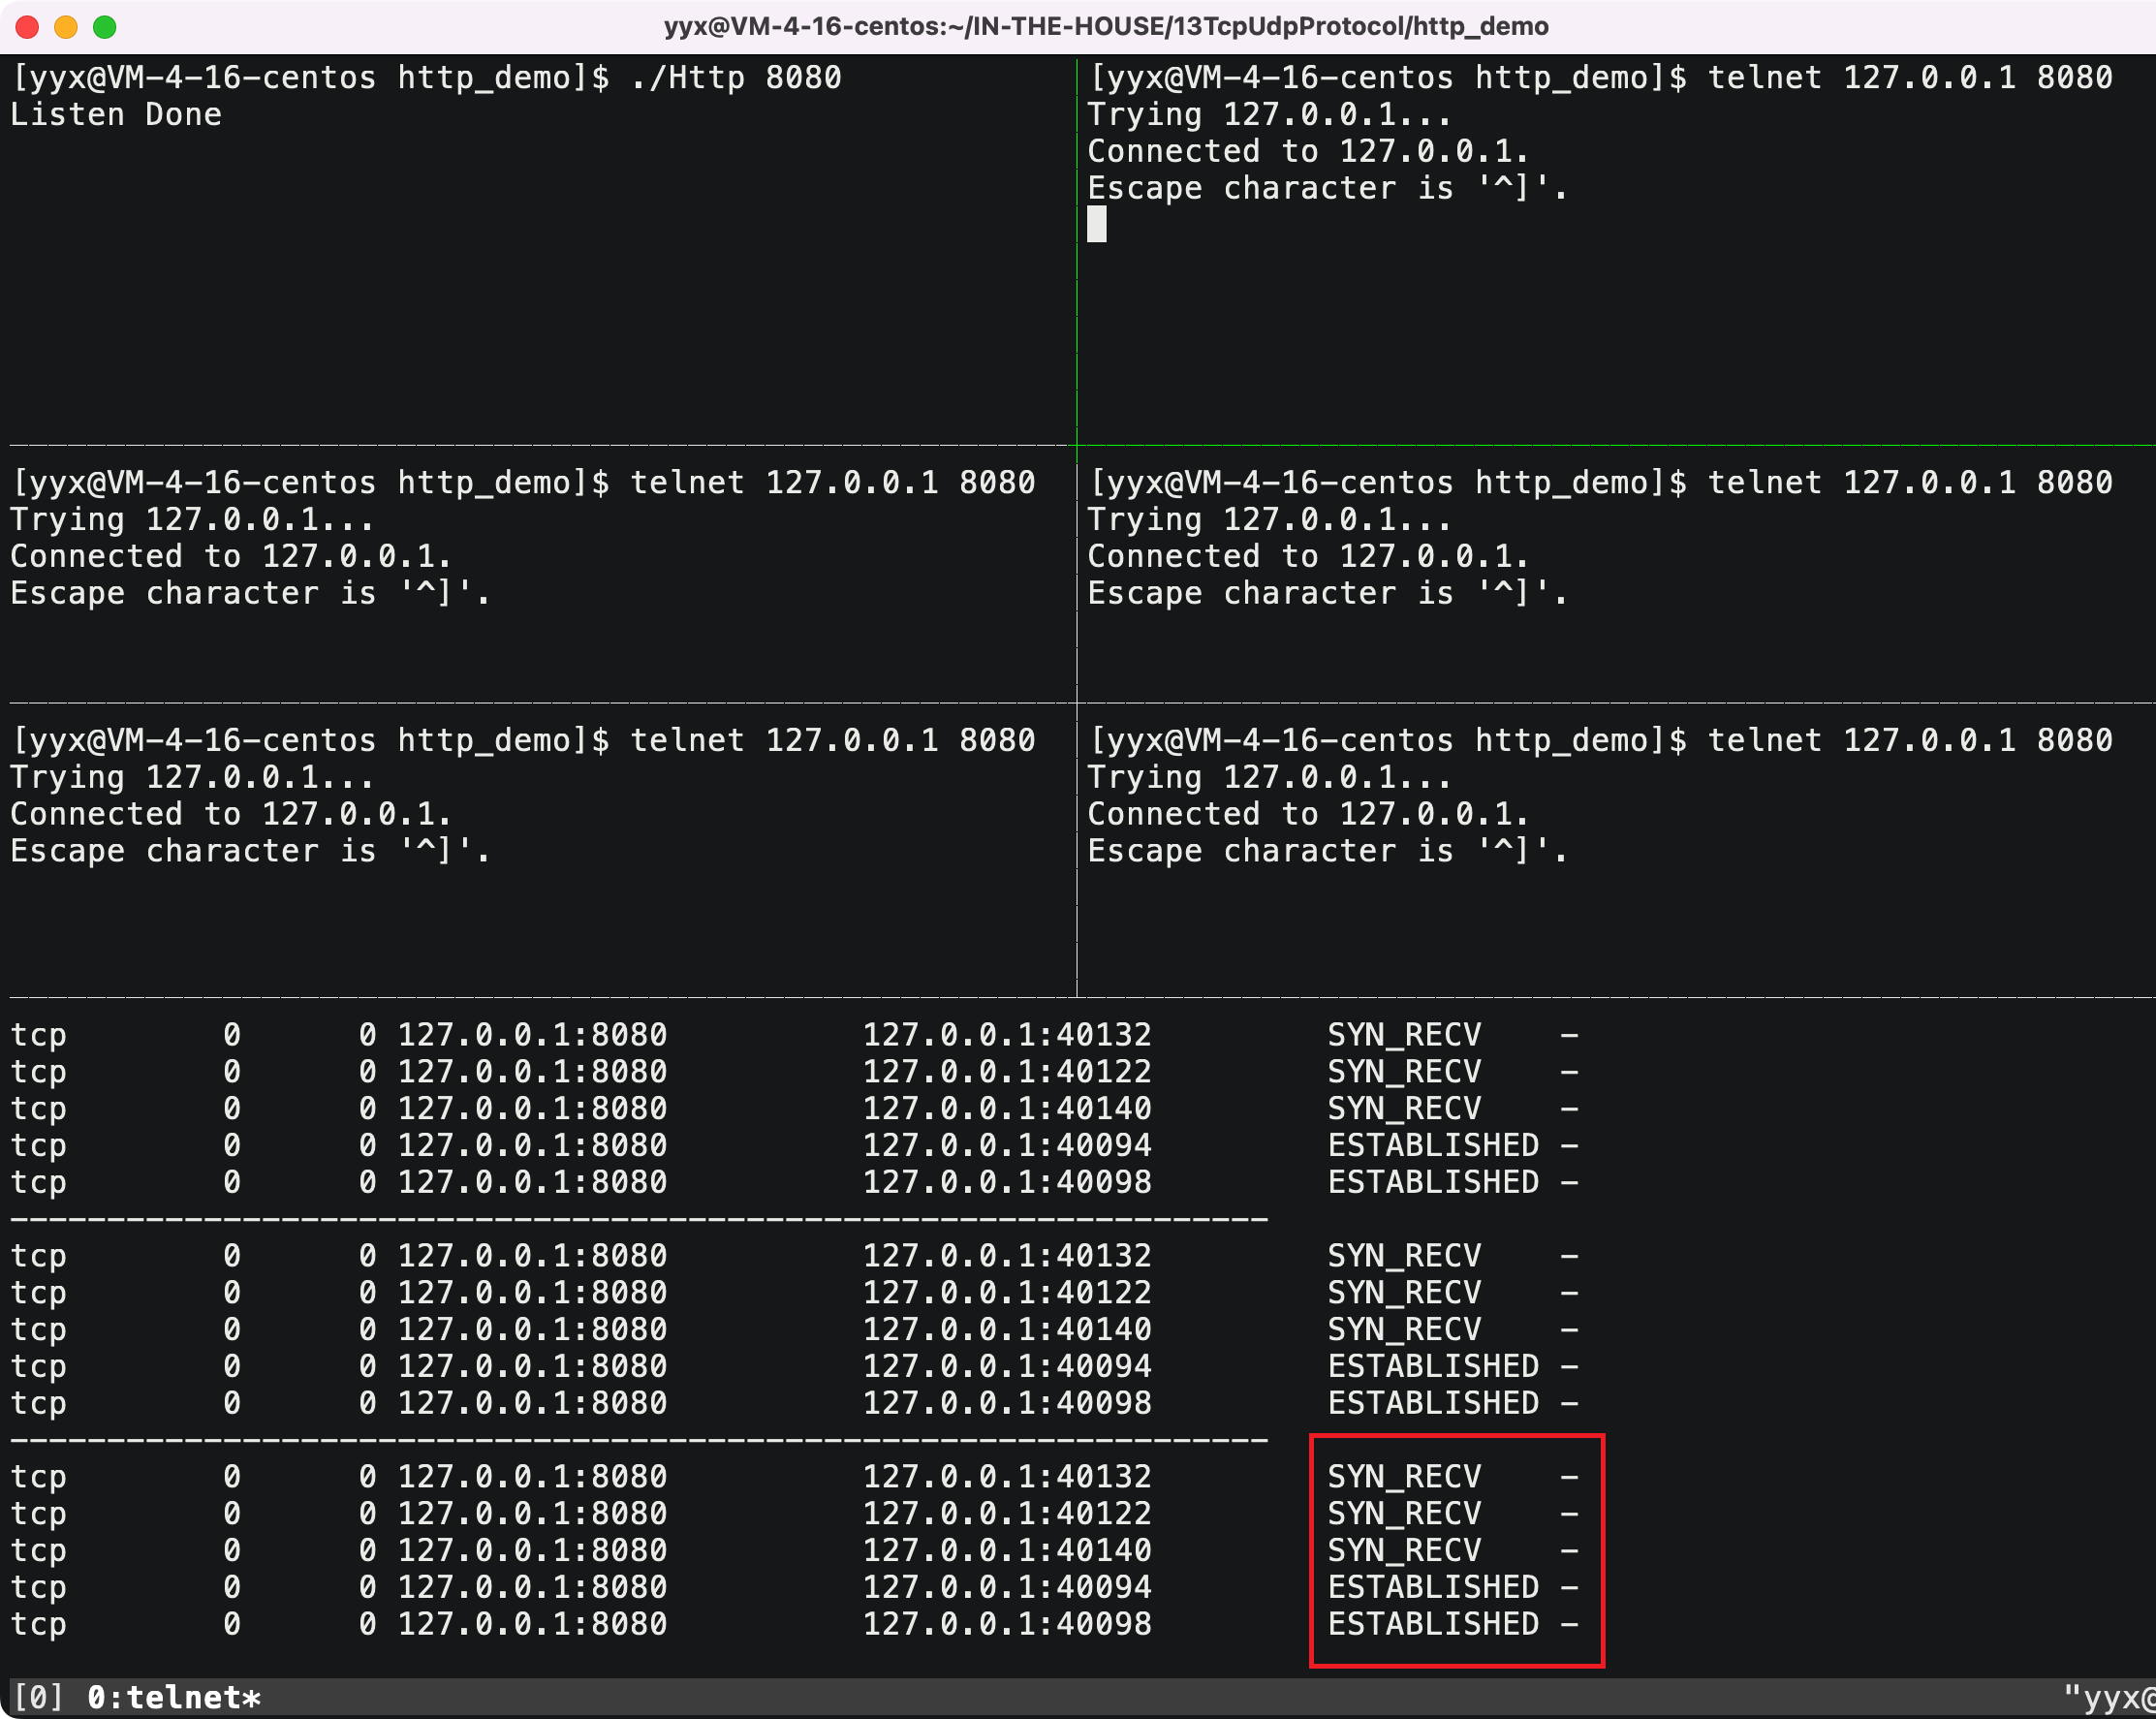 yyx@VM-4-16-centos:~/IN-THE-HOUSE/13TcpUdpProtocol/http_demo
[yyx@VM-4-16-centos http_demo]$ ./Http 8080
Listen Done
[yyx@VM-4-16-centos http_demo]$ telnet 127.0.0.1 8080
Trying 127.0.0.1...
Connected to 127.0.0.1.
Escape character is '^]'.
[yyx@VM-4-16-centos http_demo]$ telnet 127.0.0.1 8080
Trying 127.0.0.1...
Connected to 127.0.0.1.
Escape character is '^]'.
[yyx@VM-4-16-centos http_demo]$ telnet 127.0.0.1 8080
Trying 127.0.0.1...
Connected to 127.0.0.1.
Escape character is '^]'.
[yyx@VM-4-16-centos http_demo]$ telnet 127.0.0.1 8080
Trying 127.0.0.1...
Connected to 127.0.0.1.
Escape character is '^]'.
[yyx@VM-4-16-centos http_demo]$ telnet 127.0.0.1 8080
Trying 127.0.0.1...
Connected to 127.0.0.1.
Escape character is '^]'.
tcp 0 0 127.0.0.1:8080 127.0.0.1:40132 SYN_RECV -
tcp 0 0 127.0.0.1:8080 127.0.0.1:40122 SYN_RECV -
tcp 0 0 127.0.0.1:8080 127.0.0.1:40140 SYN_RECV -
tcp 0 0 127.0.0.1:8080 127.0.0.1:40094 ESTABLISHED -
tcp 0 0 127.0.0.1:8080 127.0.0.1:40098 ESTABLISHED -
-----------------------------------------------------------------
tcp 0 0 127.0.0.1:8080 127.0.0.1:40132 SYN_RECV -
tcp 0 0 127.0.0.1:8080 127.0.0.1:40122 SYN_RECV -
tcp 0 0 127.0.0.1:8080 127.0.0.1:40140 SYN_RECV -
tcp 0 0 127.0.0.1:8080 127.0.0.1:40094 ESTABLISHED -
tcp 0 0 127.0.0.1:8080 127.0.0.1:40098 ESTABLISHED -
-----------------------------------------------------------------
tcp 0 0 127.0.0.1:8080 127.0.0.1:40132 SYN_RECV -
tcp 0 0 127.0.0.1:8080 127.0.0.1:40122 SYN_RECV -
tcp 0 0 127.0.0.1:8080 127.0.0.1:40140 SYN_RECV -
tcp 0 0 127.0.0.1:8080 127.0.0.1:40094 ESTABLISHED -
tcp 0 0 127.0.0.1:8080 127.0.0.1:40098 ESTABLISHED -
[0] 0:telnet* "yyx@